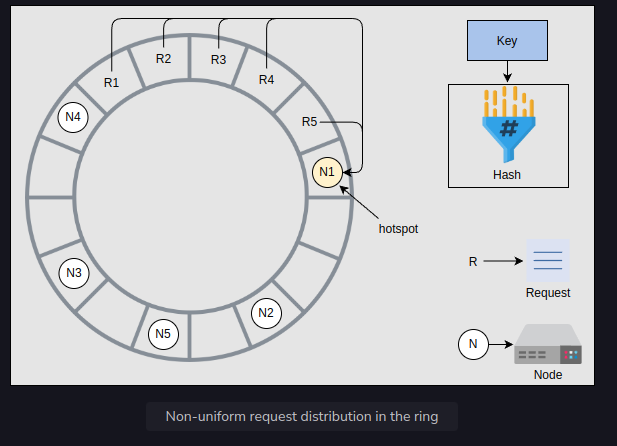 R1
R2
R3
R4
R5
N4
N1
hotspot
N3
N5
N2
Key
#
Hash
R
Request
N
Node
Non-uniform request distribution in the ring